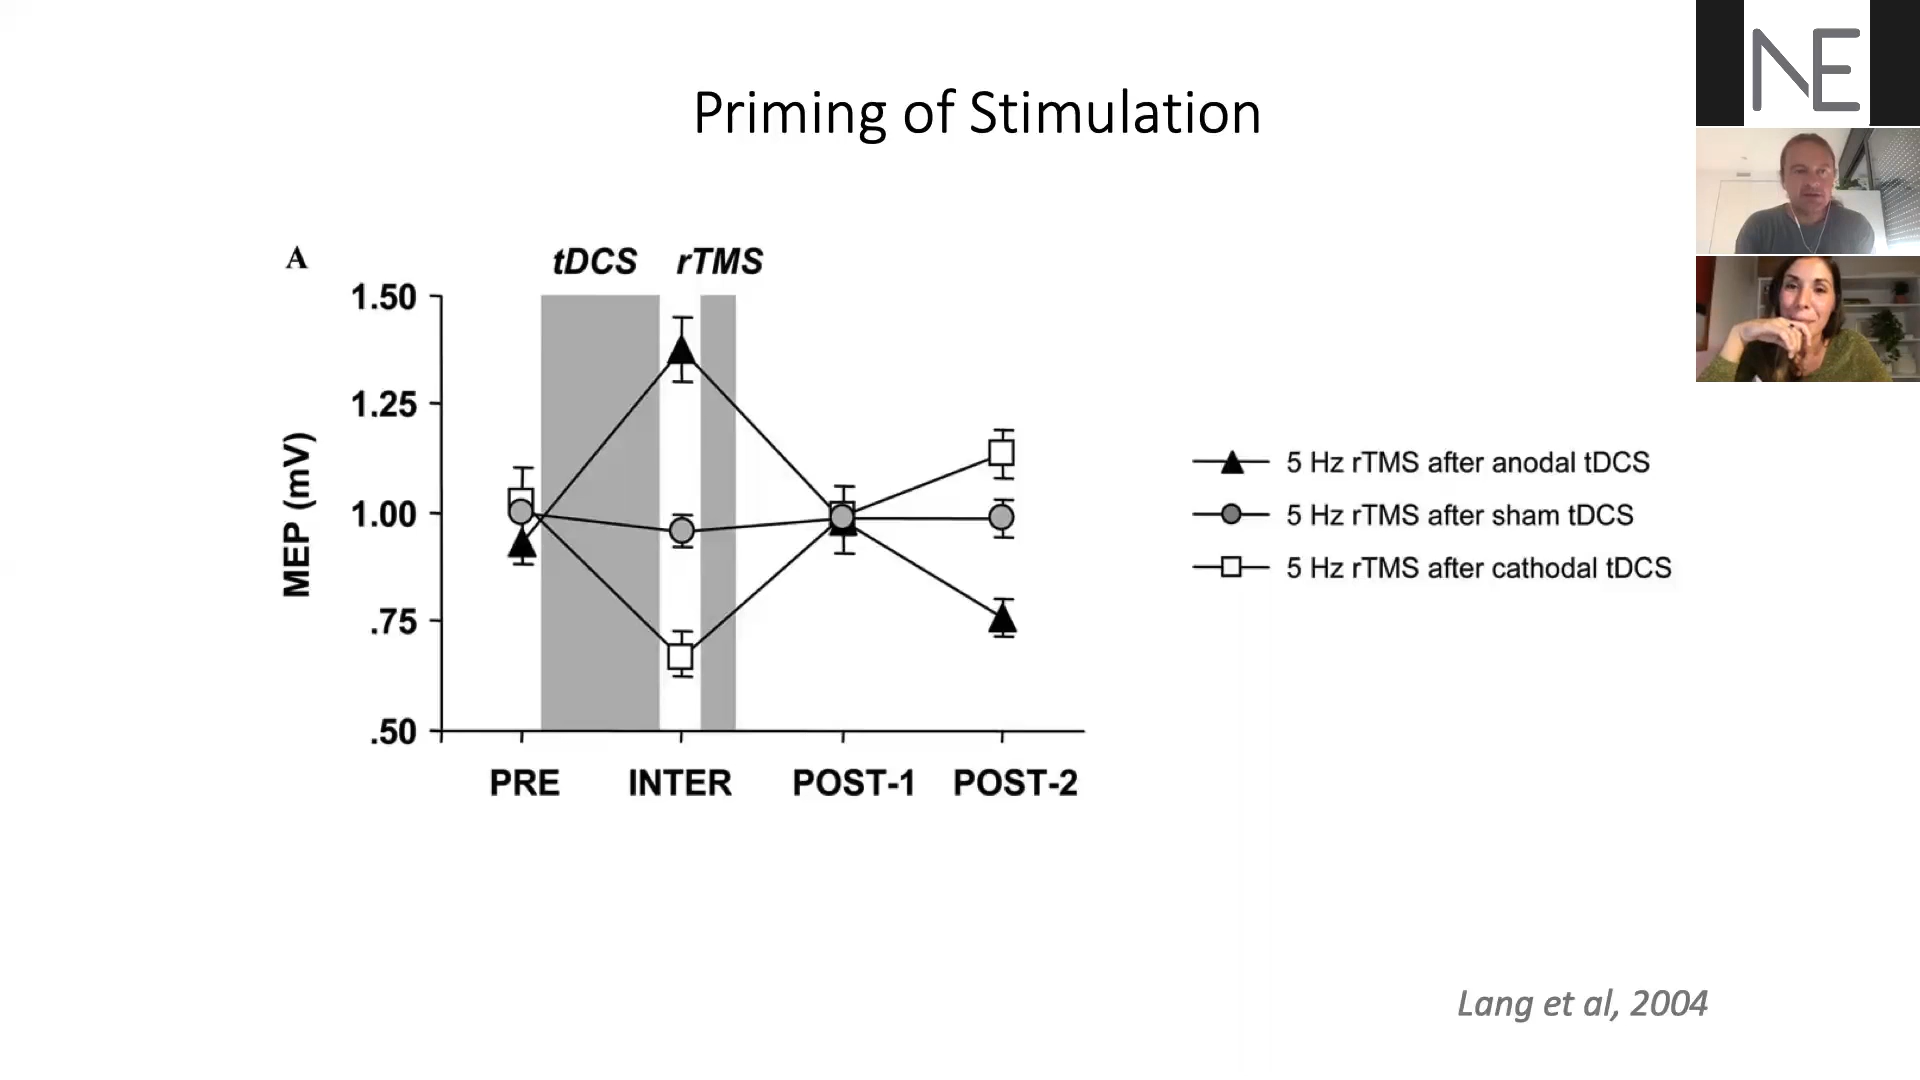 NE
Priming of Stimulation
A
tDCS rTMS
1.50
1.25
1.00
.75
.50
MEP (mV)
PRE INTER POST-1 POST-2
5 Hz rTMS after anodal tDCS
5 Hz rTMS after sham tDCS
5 Hz rTMS after cathodal tDCS
Lang et al, 2004